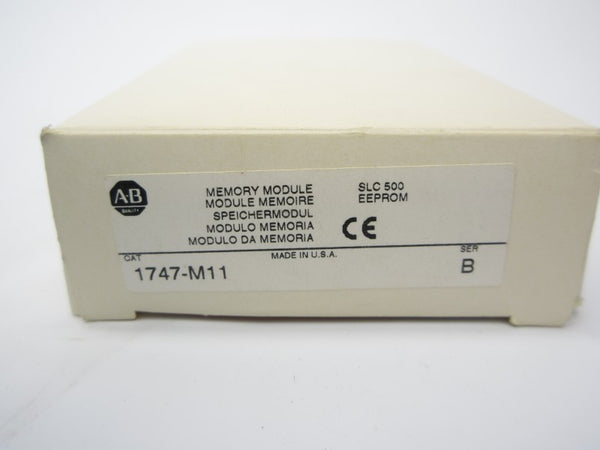 AB
QUALITY
MEMORY MODULE
MODULE MEMOIRE
SPEICHERMODUL
MODULO MEMORIA
MODULO DA MEMORIA
SLC 500
EEPROM
CE
CAT
MADE IN U.S.A.
SER
1747-M11
B